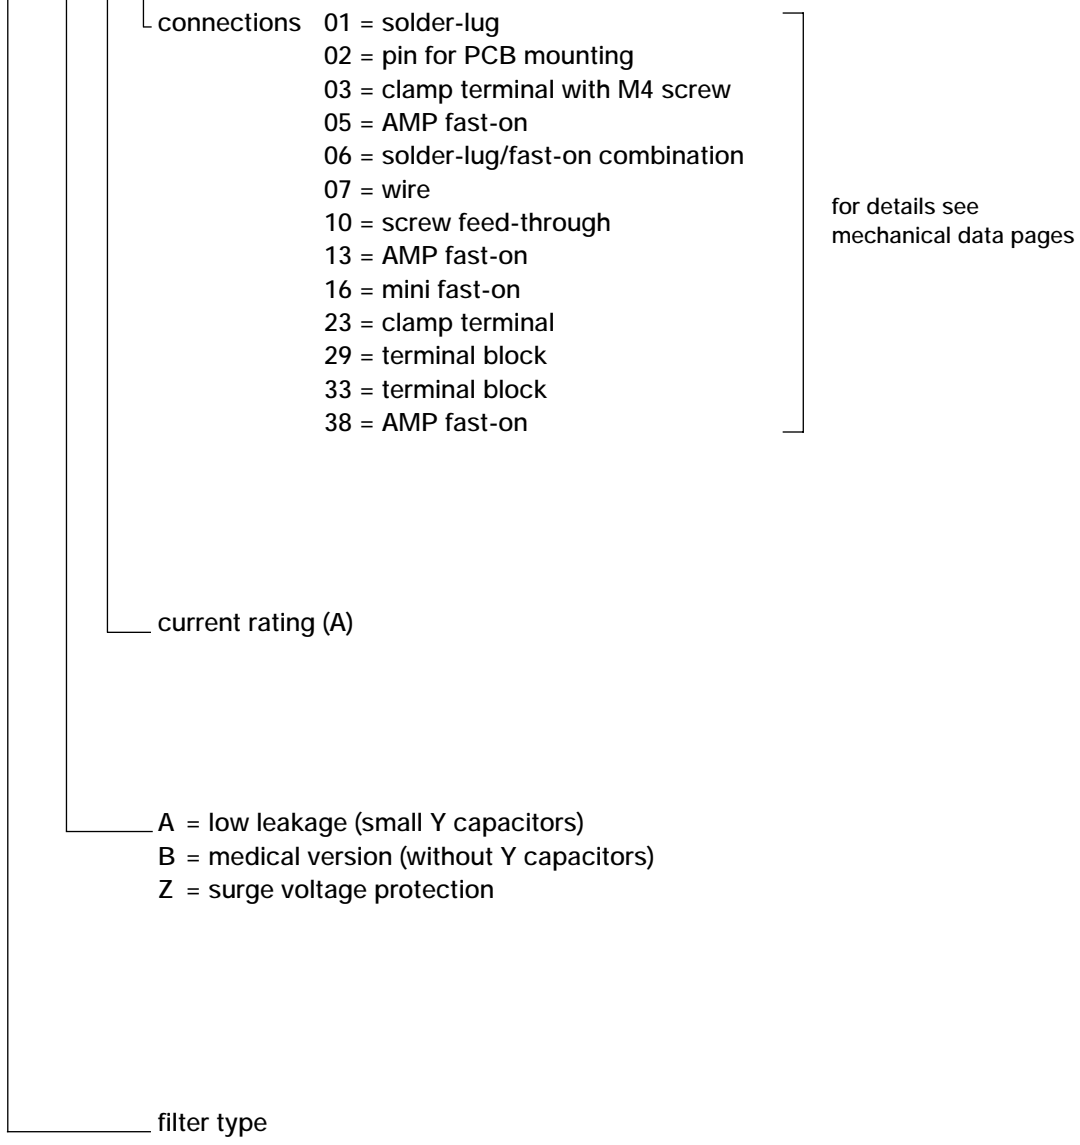 connections 01 = solder-lug
02 = pin for PCB mounting
03 = clamp terminal with M4 screw
05 = AMP fast-on
06 = solder-lug/fast-on combination
07 = wire
10 = screw feed-through
13 = AMP fast-on
16 = mini fast-on
23 = clamp terminal
29 = terminal block
33 = terminal block
38 = AMP fast-on
for details see
mechanical data pages
current rating (A)
A = low leakage (small Y capacitors)
B = medical version (without Y capacitors)
Z = surge voltage protection
filter type